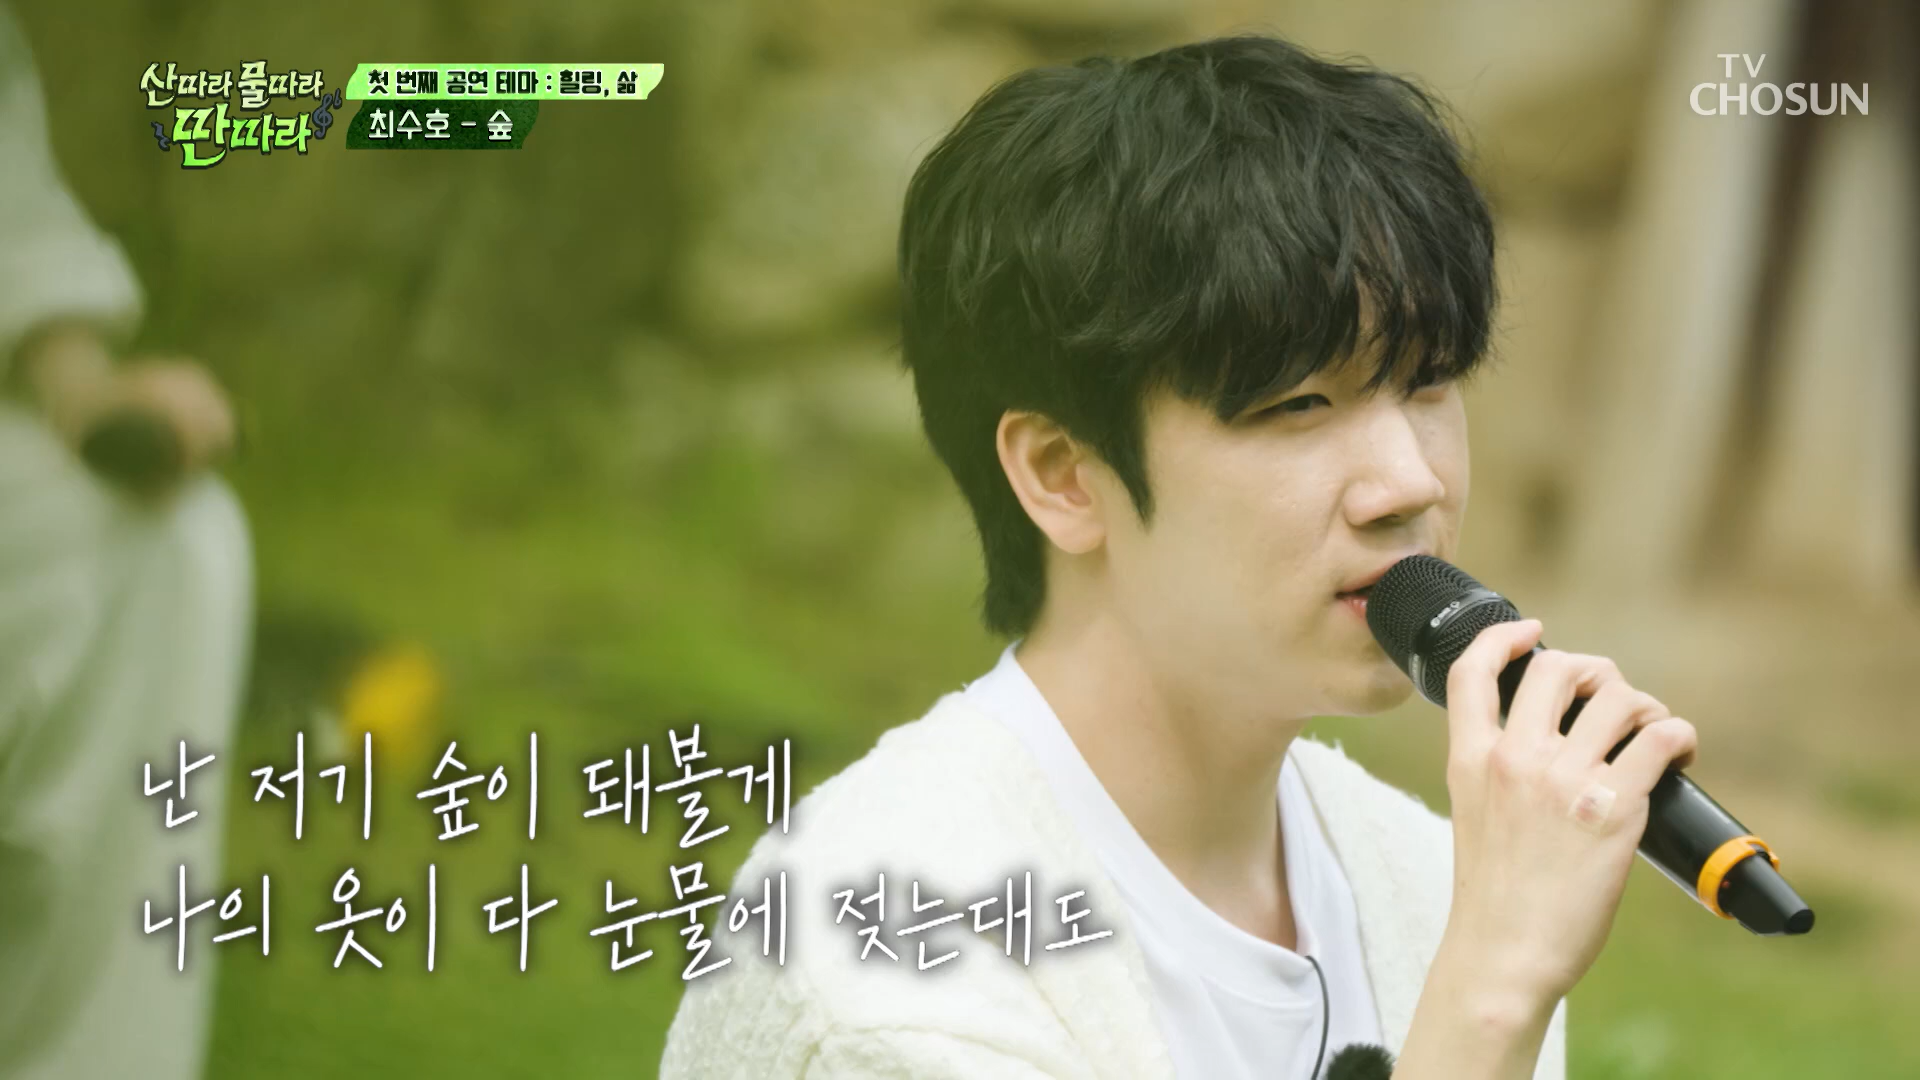 산따라 물따라
딴따라
첫 번째 공연 테마 : 힐링, 삶
최수호 - 숲
TV
CHOSUN
난 저기 숲이 돼볼게
나의 옷이 다 눈물에 젖는대도